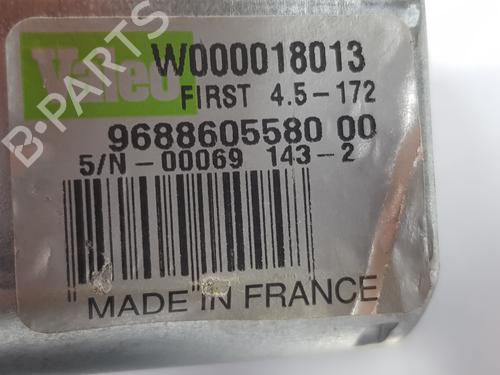 Valeo
W000018013
FIRST 4.5-172
9688605580 00
S/N-00069 143-2
"MADE IN FRANCE"
B-PARTS